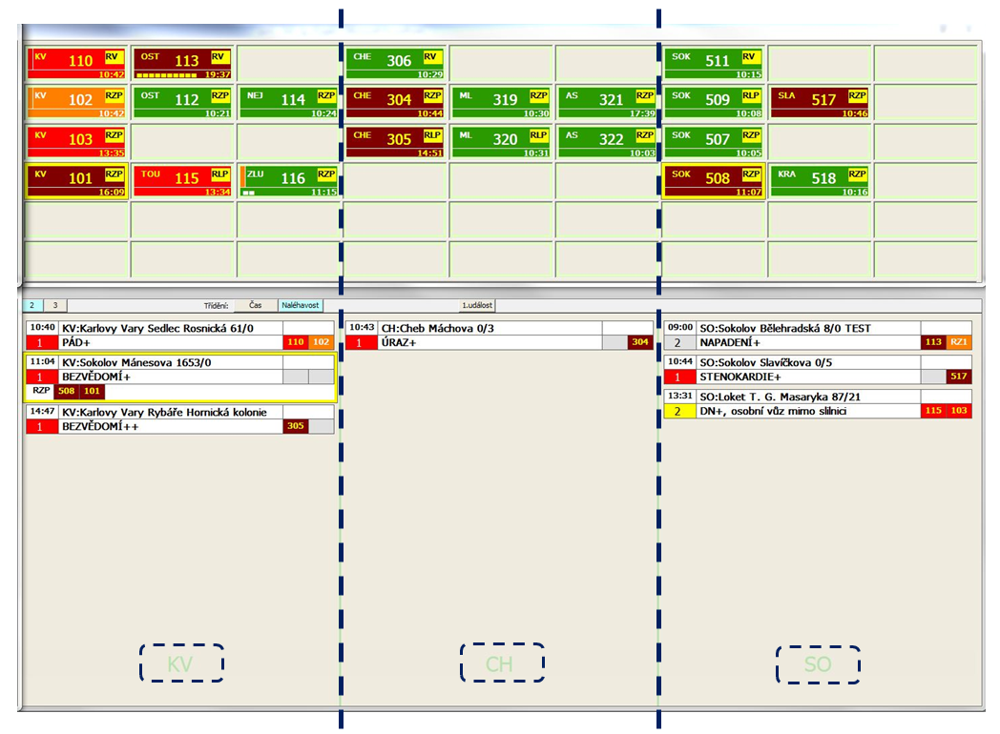 KV 110 RV 10:42
OST 113 RV 19:37
CHE 306 RV 10:29
SOK 511 RV 10:15
KV 102 RZP 10:42
OST 112 RZP 10:21
NEJ 114 RZP 10:24
CHE 304 RZP 10:44
ML 319 RZP 10:30
AS 321 RZP 17:39
SOK 509 RLP 10:08
SLA 517 RZP 10:46
KV 103 RZP 13:35
CHE 305 RLP 14:51
ML 320 RLP 10:31
AS 322 RZP 10:03
SOK 507 RZP 10:05
KV 101 RZP 16:09
TOU 115 RLP 13:34
ZLU 116 RZP 11:15
SOK 508 RZP 11:07
KRA 518 RZP 10:16
2 3 Třídění: Čas Naléhavost 1.událost
10:40 KV:Karlovy Vary Sedlec Rosnická 61/0
1 PÁD+ 110 102
11:04 KV:Sokolov Mánesova 1653/0
1 BEZVĚDOMÍ+
RZP 508 101
14:47 KV:Karlovy Vary Rybáře Hornická kolonie
1 BEZVĚDOMÍ++ 305
10:43 CH:Cheb Máchova 0/3
1 ÚRAZ+ 304
09:00 SO:Sokolov Bělehradská 8/0 TEST
2 NAPADENÍ+ 113 RZ1
10:44 SO:Sokolov Slavíčkova 0/5
1 STENOKARDIE+ 517
13:31 SO:Loket T. G. Masaryka 87/21
2 DN+, osobní vůz mimo silnici 115 103
KV CH SO